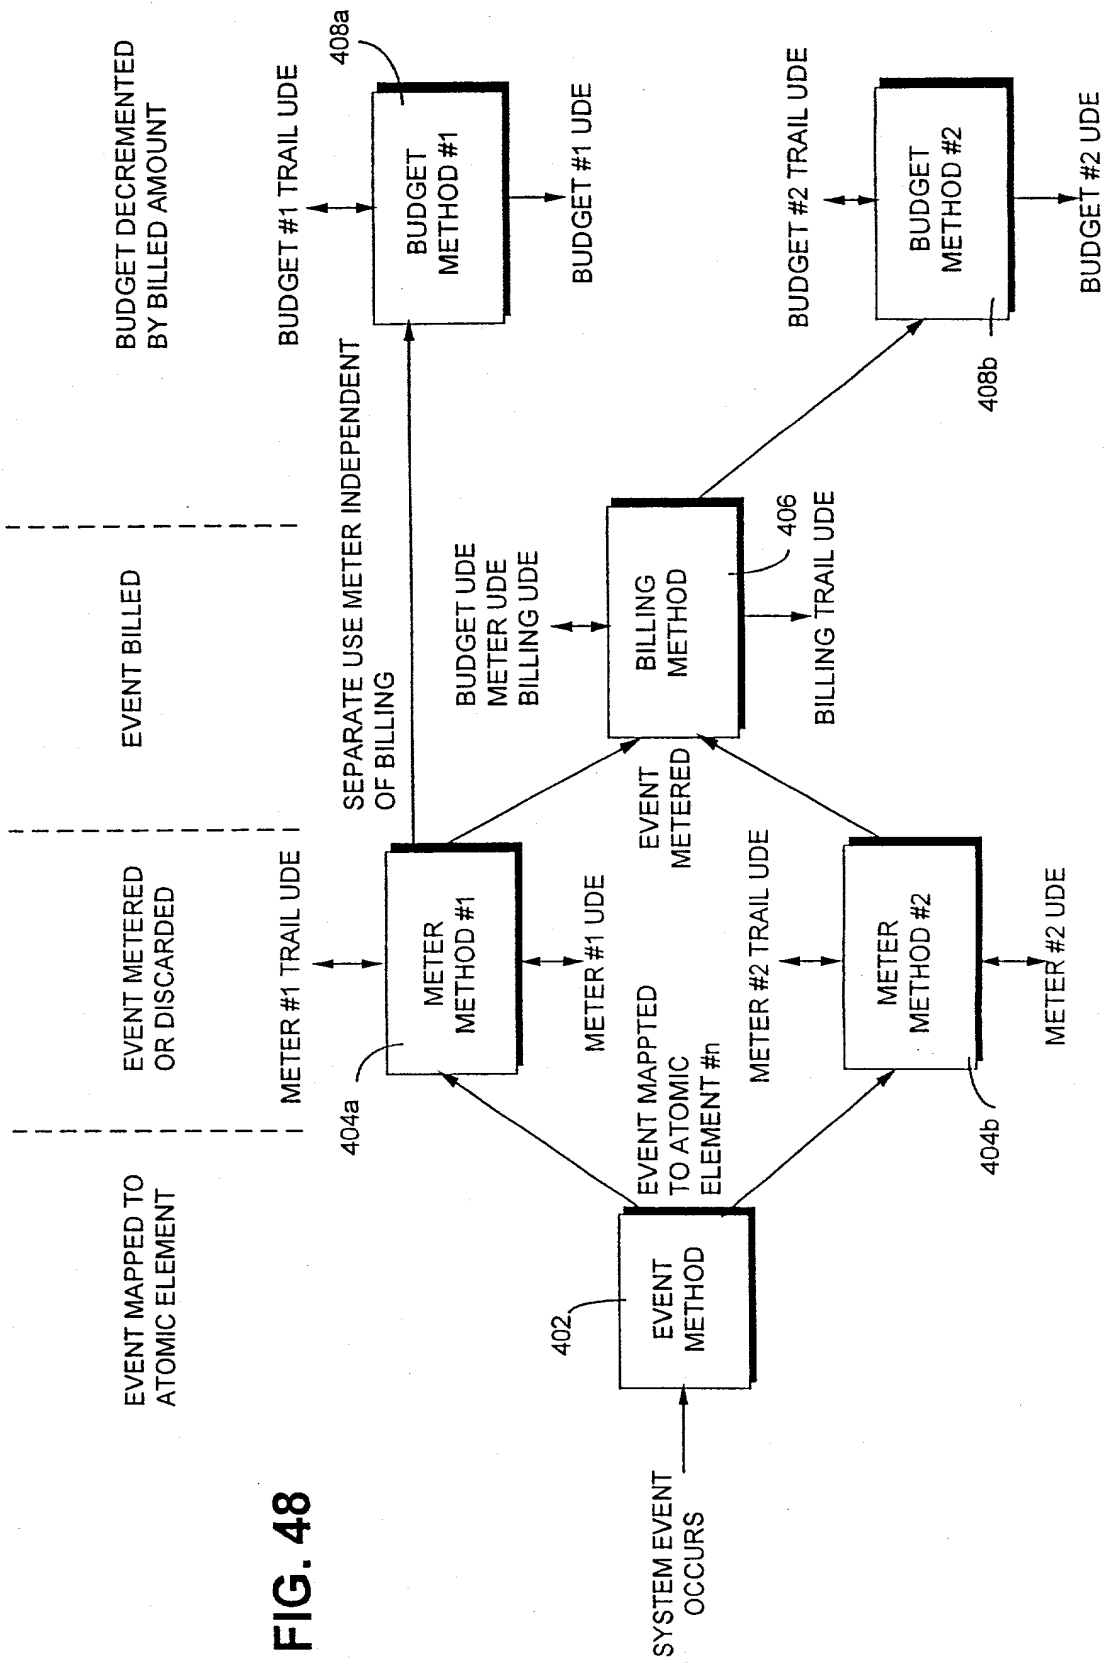 FIG. 48
EVENT MAPPED TO
ATOMIC ELEMENT
EVENT METERED
OR DISCARDED
EVENT BILLED
BUDGET DECREMENTED
BY BILLED AMOUNT
SYSTEM EVENT
OCCURS
402
EVENT
METHOD
EVENT MAPPTED
TO ATOMIC
ELEMENT #n
METER #1 TRAIL UDE
404a
METER
METHOD #1
METER #1 UDE
METER #2 TRAIL UDE
METER
METHOD #2
404b
METER #2 UDE
SEPARATE USE METER INDEPENDENT
OF BILLING
EVENT
METERED
BUDGET UDE
METER UDE
BILLING UDE
BILLING
METHOD
406
BILLING TRAIL UDE
BUDGET #1 TRAIL UDE
408a
BUDGET
METHOD #1
BUDGET #1 UDE
BUDGET #2 TRAIL UDE
BUDGET
METHOD #2
408b
BUDGET #2 UDE